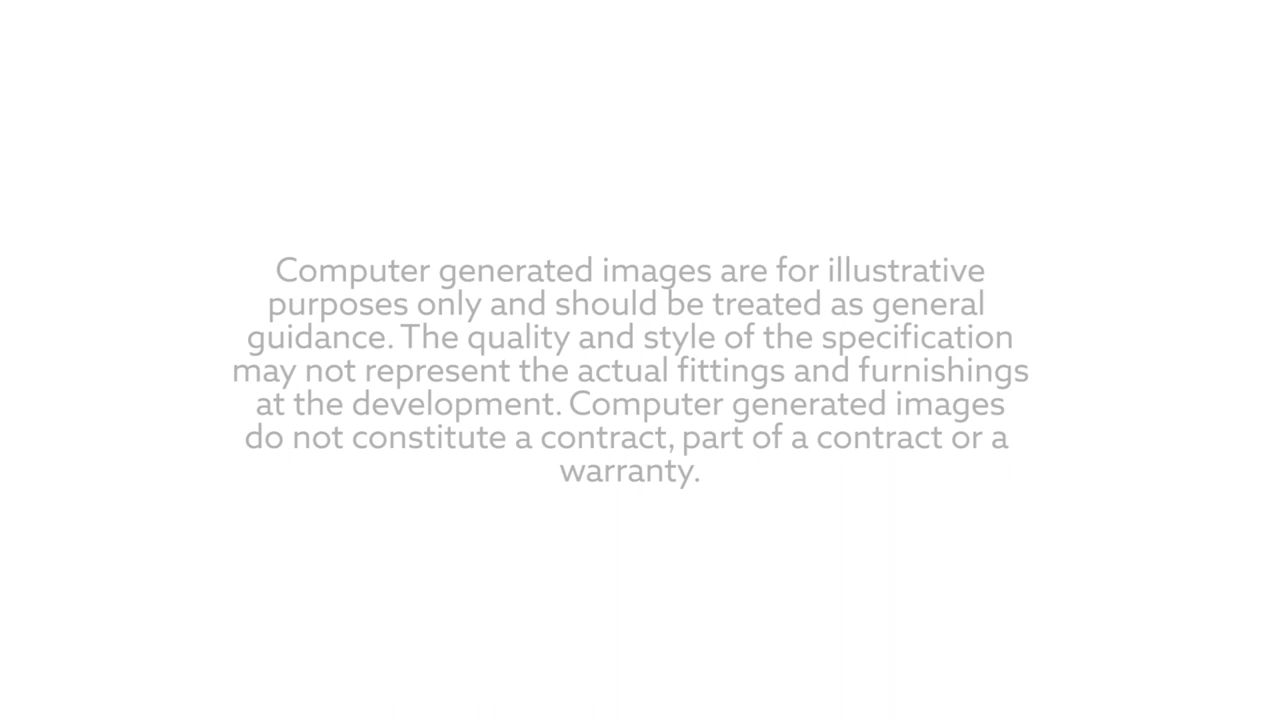 Computer generated images are for illustrative
purposes only and should be treated as general
guidance. The quality and style of the specification
may not represent the actual fittings and furnishings
at the development. Computer generated images
do not constitute a contract, part of a contract or a
warranty.